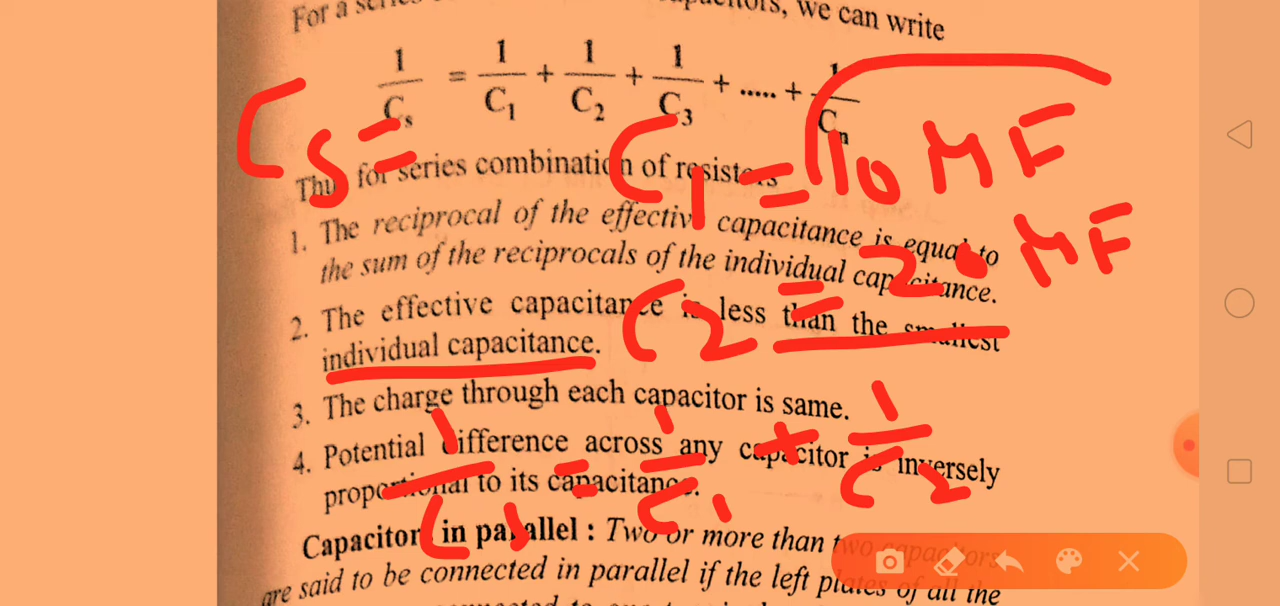 For a series capacitors, we can write
1/Cs = 1/C1 + 1/C2 + 1/C3 + ..... + 1/Cn
Cs =
C1 = 10 MF
Thus for series combination of resistors
1. The reciprocal of the effective capacitance is equal to
the sum of the reciprocals of the individual capacitance.
C2 = 20 MF
2. The effective capacitance is less than the smallest
individual capacitance.
3. The charge through each capacitor is same.
4. Potential difference across any capacitor is inversely
proportional to its capacitance.
1/Cs = 1/C1 + 1/C2
Capacitors in parallel : Two or more than two capacitors
are said to be connected in parallel if the left plates of all the